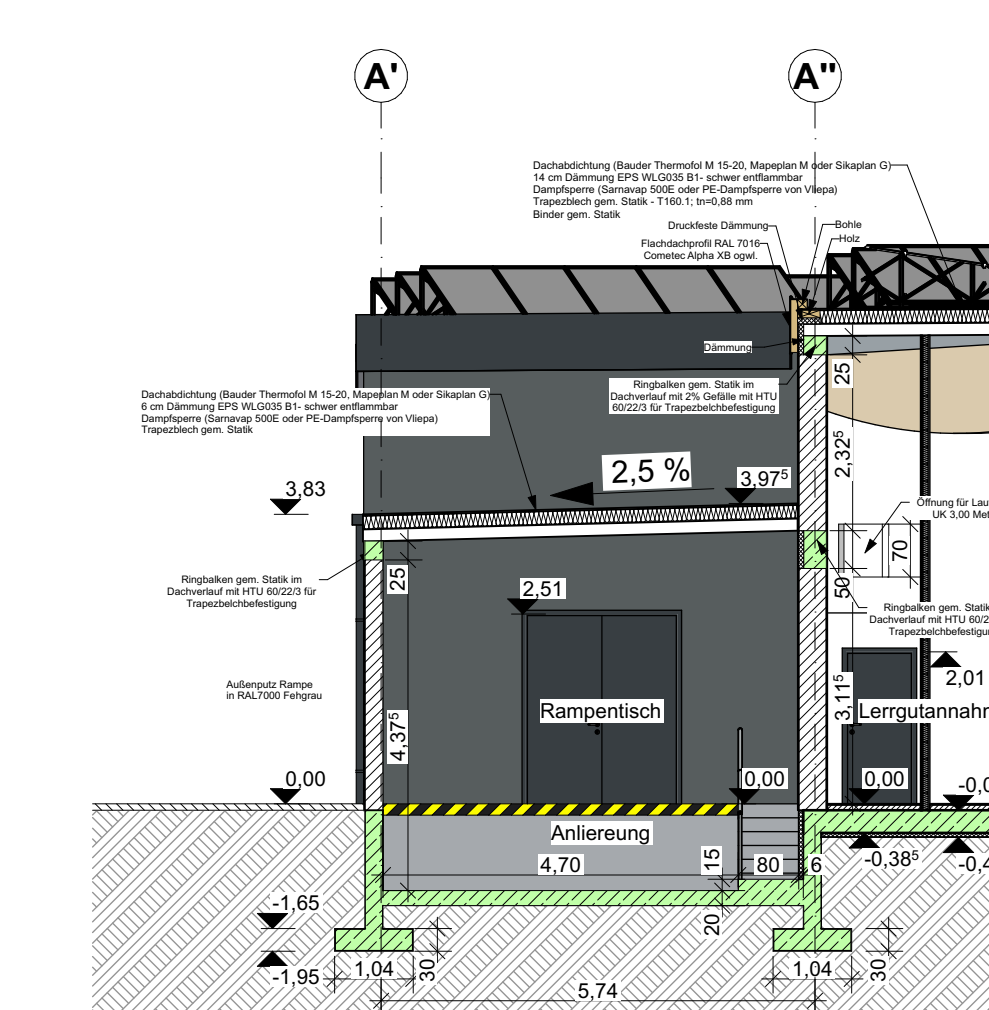 A'
A"
Dachabdichtung (Bauder Thermofol M 15-20, Mapeplan M oder Sikaplan G)
14 cm Dämmung EPS WLG035 B1- schwer entflammbar
Dampfsperre (Sarnavap 500E oder PE-Dampfsperre von Vliepa)
Trapezblech gem. Statik - T160.1; tn=0,88 mm
Binder gem. Statik
Druckfeste Dämmung
Bohle
Flachdachprofil RAL 7016
Cometec Alpha XB ogwl.
Holz
Dämmung
Ringbalken gem. Statik im
Dachverlauf mit 2% Gefälle mit HTU
60/22/3 für Trapezbelchbefestigung
25
Dachabdichtung (Bauder Thermofol M 15-20, Mapeplan M oder Sikaplan G)
6 cm Dämmung EPS WLG035 B1- schwer entflammbar
Dampfsperre (Sarnavap 500E oder PE-Dampfsperre von Vliepa)
Trapezblech gem. Statik
2,32⁵
2,5 %
3,97⁵
3,83
Öffnung für Lau
UK 3,00 Met
70
Ringbalken gem. Statik im
Dachverlauf mit HTU 60/22/3 für
Trapezbelchbefestigung
25
2,51
50
Ringbalken gem. Statik
Dachverlauf mit HTU 60/2
Trapezbelchbefestigun
Außenputz Rampe
in RAL7000 Fehgrau
2,01
Rampentisch
3,11⁵
Lerrgutannahm
4,37⁵
0,00
0,00
0,00
-0,0
Anliereung
4,70
15
80
6
-0,38⁵
-0,4
-1,65
20
-1,95
1,04
30
1,04
30
5,74